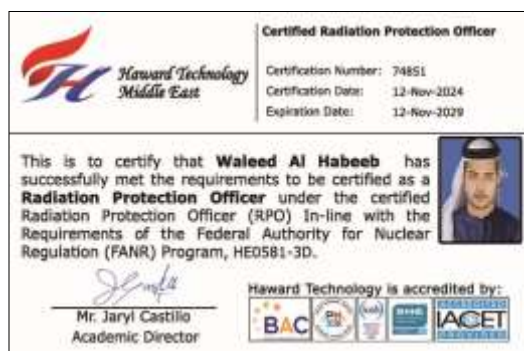 Certified Radiation Protection Officer
Haward Technology
Middle East
Certification Number: 74851
Certification Date: 12-Nov-2024
Expiration Date: 12-Nov-2029
This is to certify that Waleed Al Habeeb has
successfully met the requirements to be certified as a
Radiation Protection Officer under the certified
Radiation Protection Officer (RPO) In-line with the
Requirements of the Federal Authority for Nuclear
Regulation (FANR) Program, HE0581-3D.
Mr. Jaryl Castillo
Academic Director
Haward Technology is accredited by:
BAC
IACET